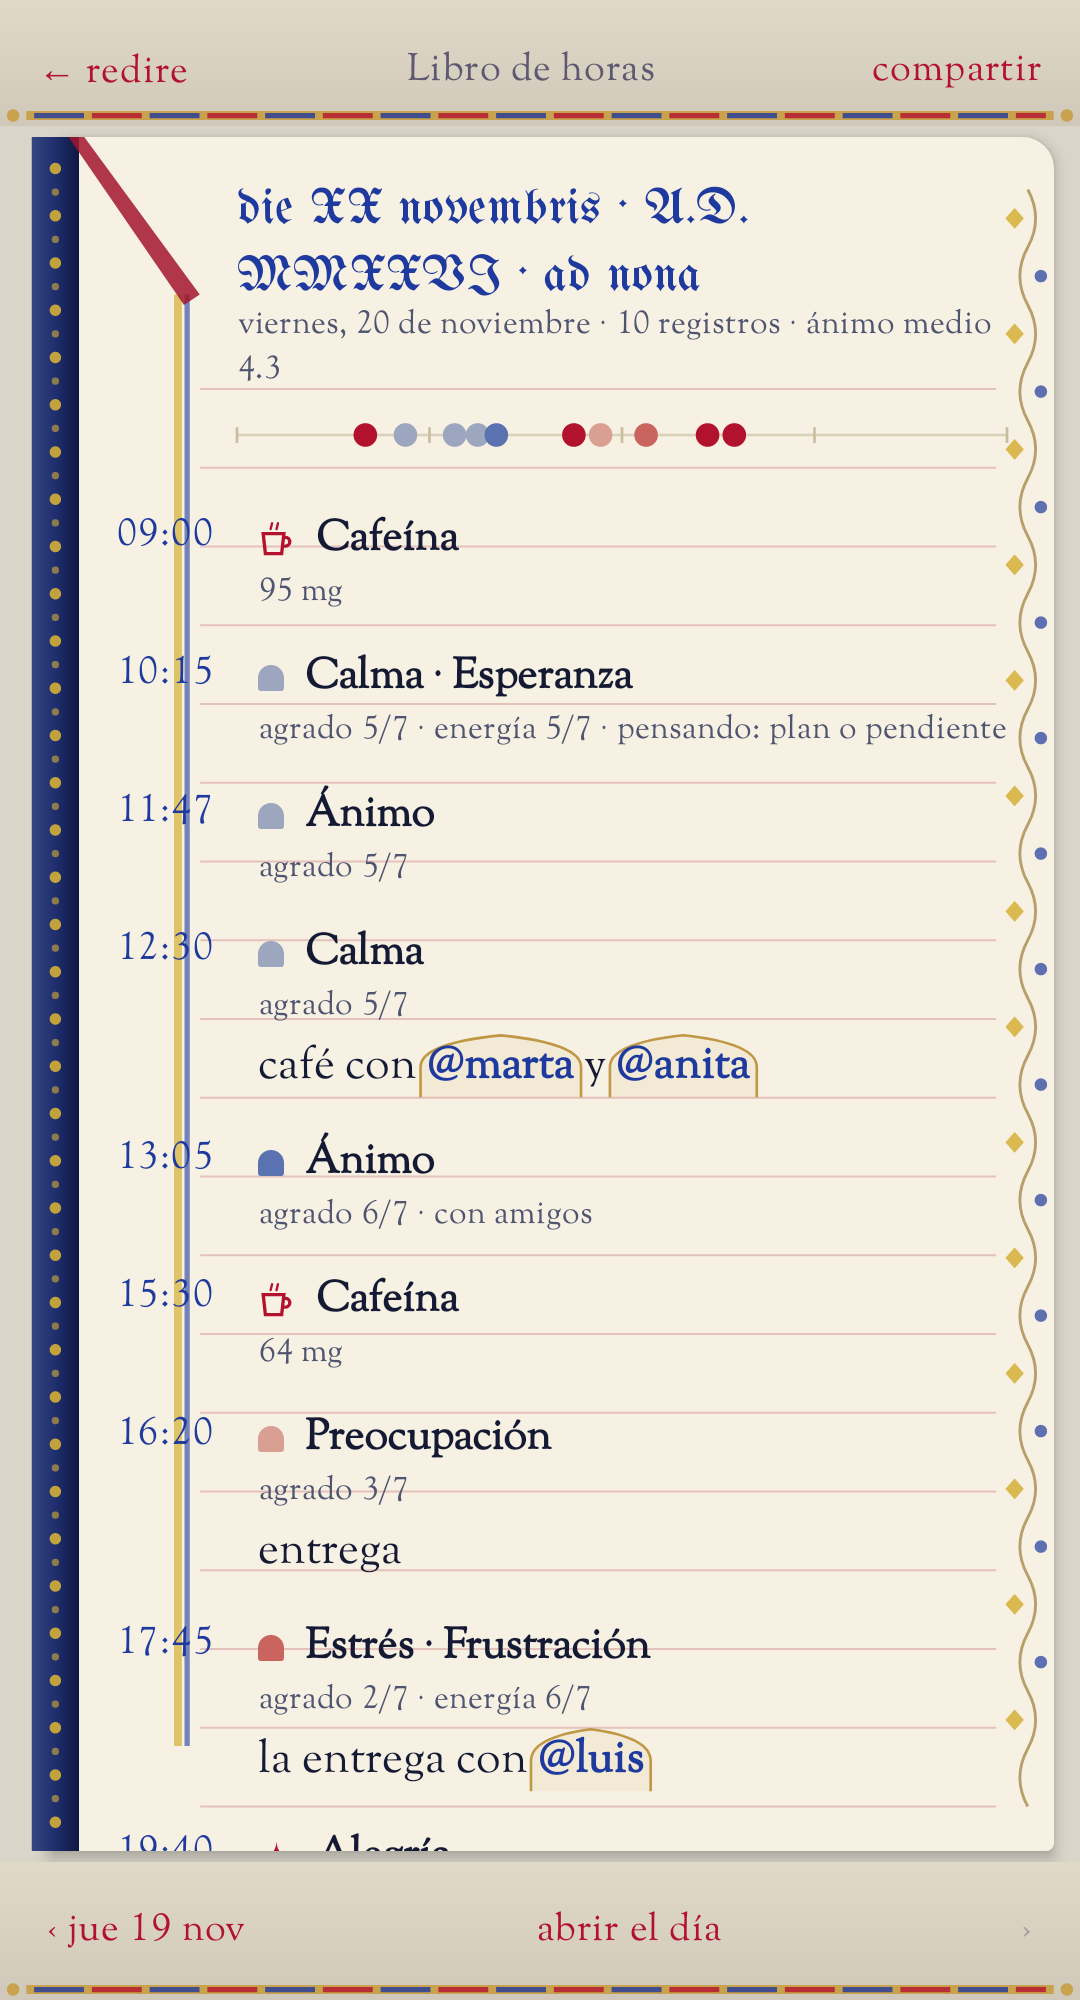 ← redire
Libro de horas
compartir
die XX novembris · A.D.
MMXXVI · ad nona
viernes, 20 de noviembre · 10 registros · ánimo medio
4.3
09:00 Cafeína
95 mg
10:15 Calma · Esperanza
agrado 5/7 · energía 5/7 · pensando: plan o pendiente
11:47 Ánimo
agrado 5/7
12:30 Calma
agrado 5/7
café con @marta y @anita
13:05 Ánimo
agrado 6/7 · con amigos
15:30 Cafeína
64 mg
16:20 Preocupación
agrado 3/7
entrega
17:45 Estrés · Frustración
agrado 2/7 · energía 6/7
la entrega con @luis
19:40 Alegría
‹ jue 19 nov
abrir el día
›